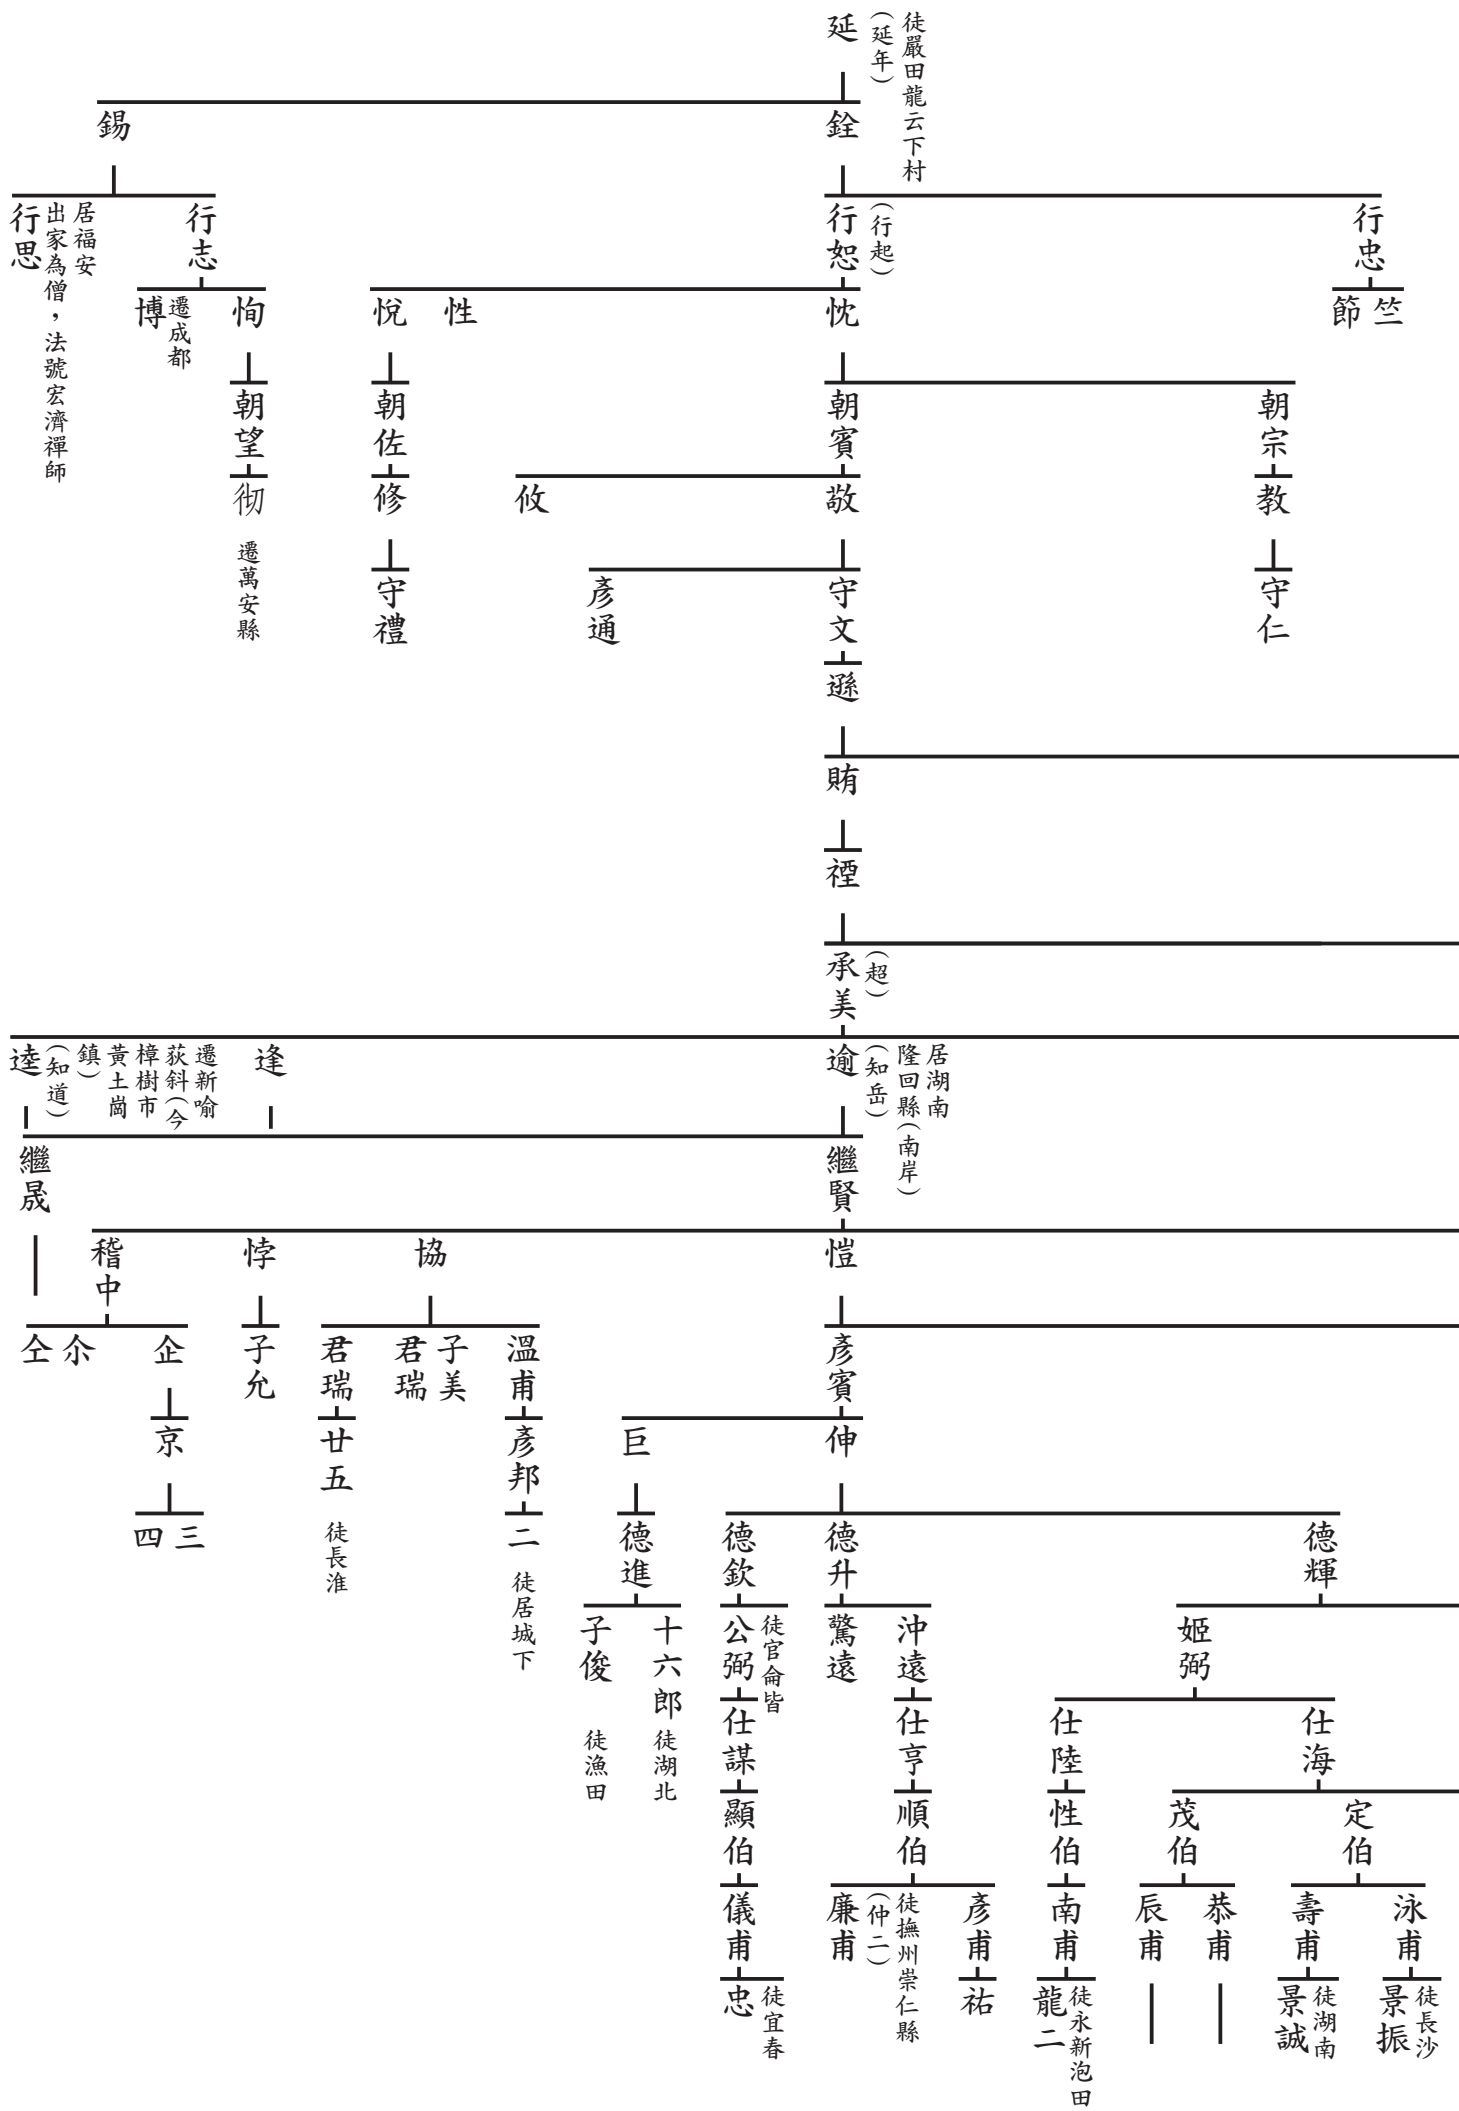 徒嚴田龍云下村
(延年)
延
銓
錫
行忠
(行起)
行恕
行志
居福安
出家為僧，法號宏濟禪師
行思
竺
節
忱
性
悅
恂
遷成都
博
朝宗
朝賓
朝佐
朝望
教
敬
攸
修
彻
遷萬安縣
守仁
守文
彥通
守禮
遜
賄
禋
(超)
承美
居湖南
隆回縣(南岸)
(知岳)
逾
逢
遷新喻
荻斜(今
樟樹市
黃土崗
鎮)
(知道)
逵
繼賢
繼晟
愷
協
悖
稽中
彥賓
溫甫
子美
君瑞
君瑞
子允
企
尒
仝
伸
巨
彥邦
廿五
徒長淮
京
德輝
德升
德欽
德進
二
徒居城下
三
四
姬弼
沖遠
驚遠
徒官侖皆
公弼
十六郎
徒湖北
子俊
徒漁田
仕海
仕陸
仕亨
仕謀
定伯
茂伯
性伯
順伯
顯伯
泳甫
壽甫
恭甫
辰甫
南甫
彥甫
徒撫州崇仁縣
(仲二)
廉甫
儀甫
徒長沙
景振
徒湖南
景誠
徒永新泡田
龍二
祐
徒宜春
忠